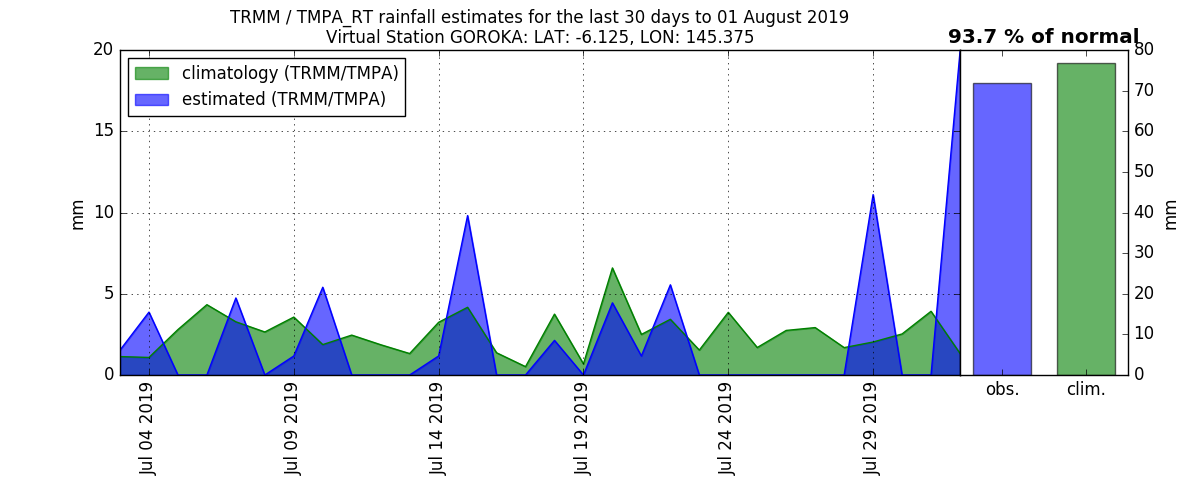 TRMM / TMPA_RT rainfall estimates for the last 30 days to 01 August 2019
Virtual Station GOROKA: LAT: -6.125, LON: 145.375
93.7 % of normal
climatology (TRMM/TMPA)
estimated (TRMM/TMPA)
mm
20
15
10
5
0
Jul 04 2019
Jul 09 2019
Jul 14 2019
Jul 19 2019
Jul 24 2019
Jul 29 2019
obs.
clim.
80
70
60
50
40
30
20
10
0
mm